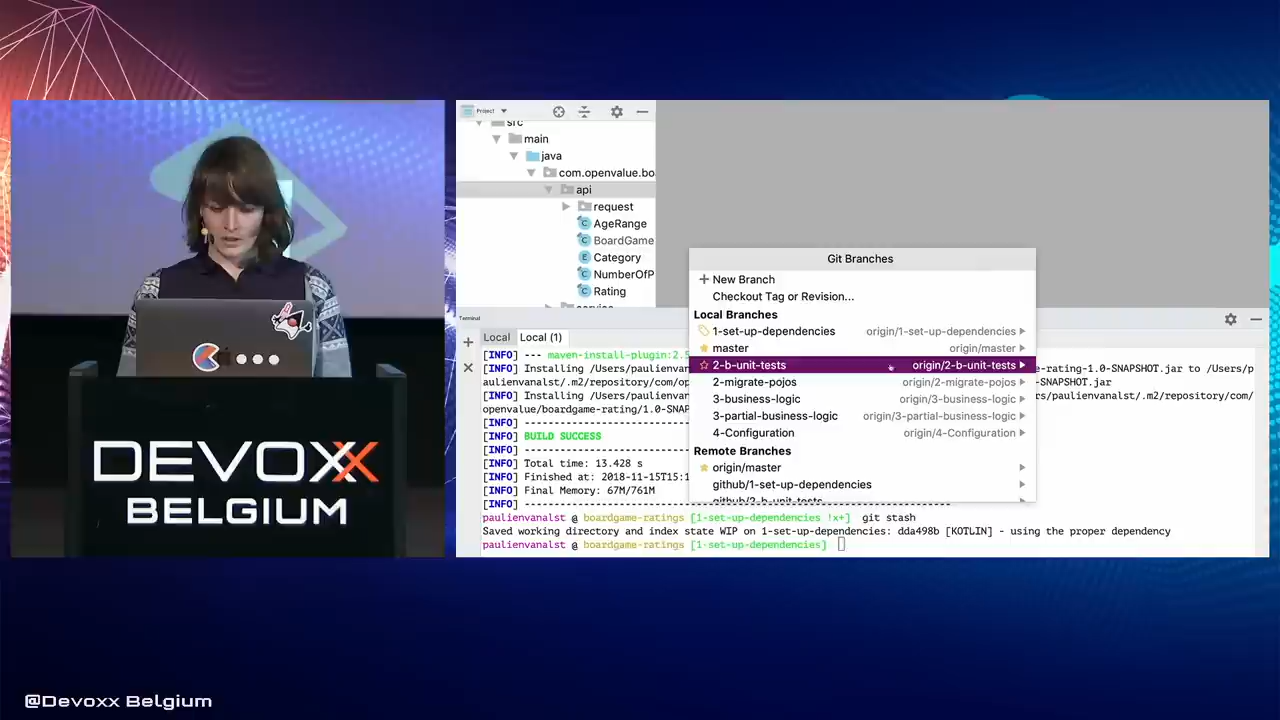 Project
src
main
java
com.openvalue.bo
api
request
AgeRange
BoardGame
Category
NumberOfP
Rating
Git Branches
New Branch
Checkout Tag or Revision...
Local Branches
1-set-up-dependencies origin/1-set-up-dependencies
master origin/master
2-b-unit-tests origin/2-b-unit-tests
2-migrate-pojos origin/2-migrate-pojos
3-business-logic origin/3-business-logic
3-partial-business-logic origin/3-partial-business-logic
4-Configuration origin/4-Configuration
Remote Branches
origin/master
github/1-set-up-dependencies
github/2-b-unit-tests
Terminal
Local Local (1)
[INFO] --- maven-install-plugin:2.5
[INFO] Installing /Users/paulienvanals e-rating-1.0-SNAPSHOT.jar to /Users/p
aulienvanalst/.m2/repository/com/op SHOT.jar
[INFO] Installing /Users/paulienvanals rs/paulienvanalst/.m2/repository/com/
openvalue/boardgame-rating/1.0-SNAP
[INFO] ----------------------
[INFO] BUILD SUCCESS
[INFO] ----------------------
[INFO] Total time: 13.428 s
[INFO] Finished at: 2018-11-15T15:1
[INFO] Final Memory: 67M/761M
[INFO] ------------------------------------------------------------------------
paulienvanalst @ boardgame-ratings [1-set-up-dependencies !x+] git stash
Saved working directory and index state WIP on 1-set-up-dependencies: dda498b [KOTLIN] - using the proper dependency
paulienvanalst @ boardgame-ratings [1-set-up-dependencies]
DEVOXX
BELGIUM
@Devoxx Belgium